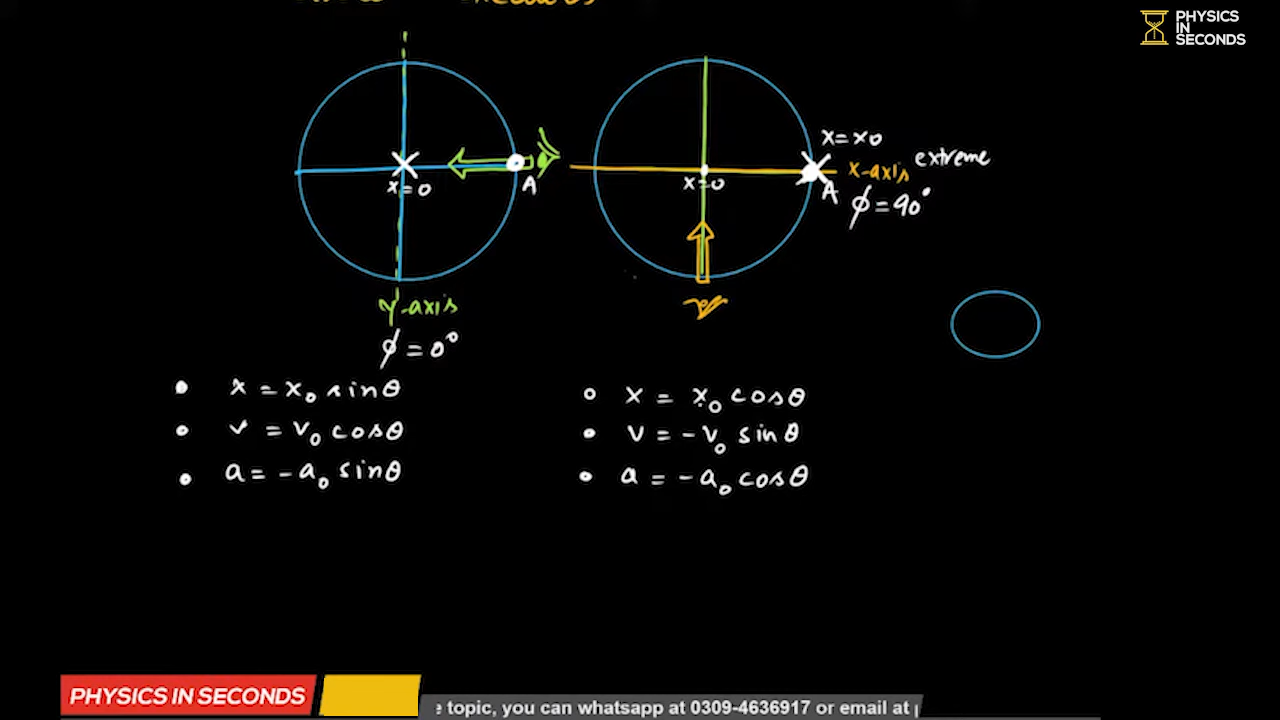 PHYSICS
IN
SECONDS
x=0
A
Y-axis
ϕ=0°
x=x0
extreme
x-axis
x=0
A
ϕ=90°
• x = x₀ sinθ
• v = v₀ cosθ
• a = -a₀ sinθ
∘ x = x₀ cosθ
• v = -v₀ sinθ
• a = -a₀ cosθ
PHYSICS IN SECONDS
topic, you can whatsapp at 0309-4636917 or email at